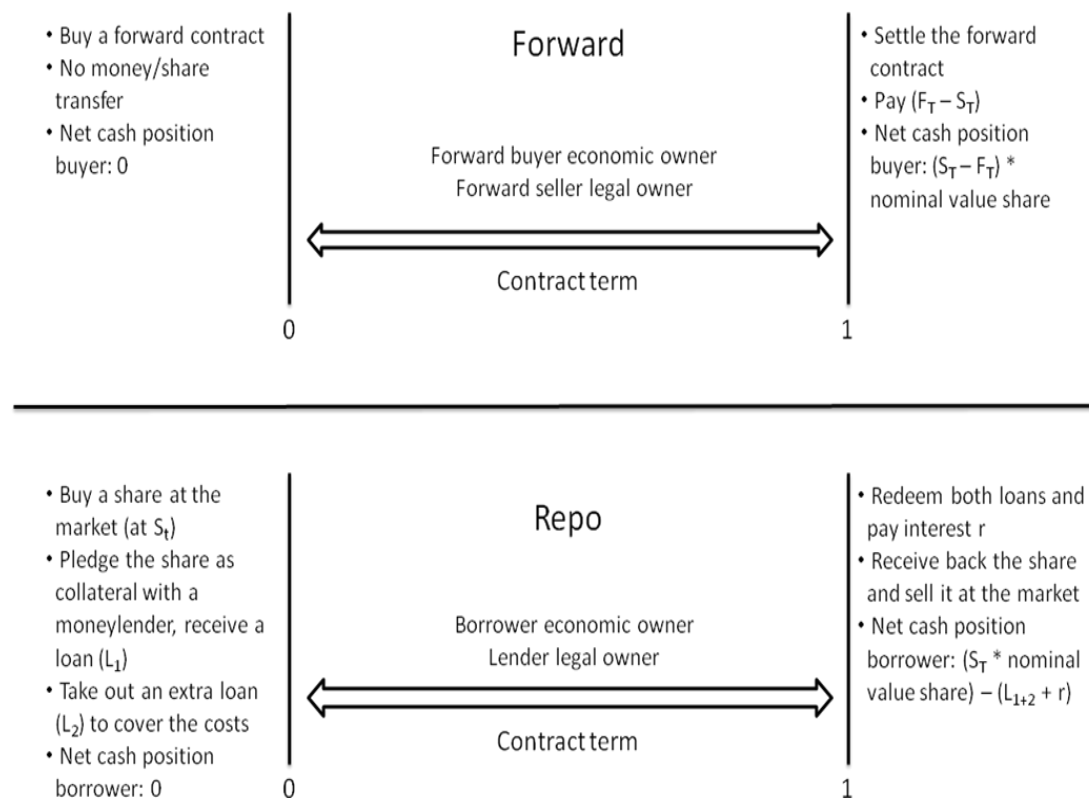 • Buy a forward contract
• No money/share
transfer
• Net cash position
buyer: 0
Forward
Forward buyer economic owner
Forward seller legal owner
Contract term
0
1
• Settle the forward
contract
• Pay (F_T – S_T)
• Net cash position
buyer: (S_T – F_T) *
nominal value share
• Buy a share at the
market (at S_t)
• Pledge the share as
collateral with a
moneylender, receive a
loan (L_1)
• Take out an extra loan
(L_2) to cover the costs
• Net cash position
borrower: 0
Repo
Borrower economic owner
Lender legal owner
Contract term
0
1
• Redeem both loans and
pay interest r
• Receive back the share
and sell it at the market
• Net cash position
borrower: (S_T * nominal
value share) – (L_1+2 + r)